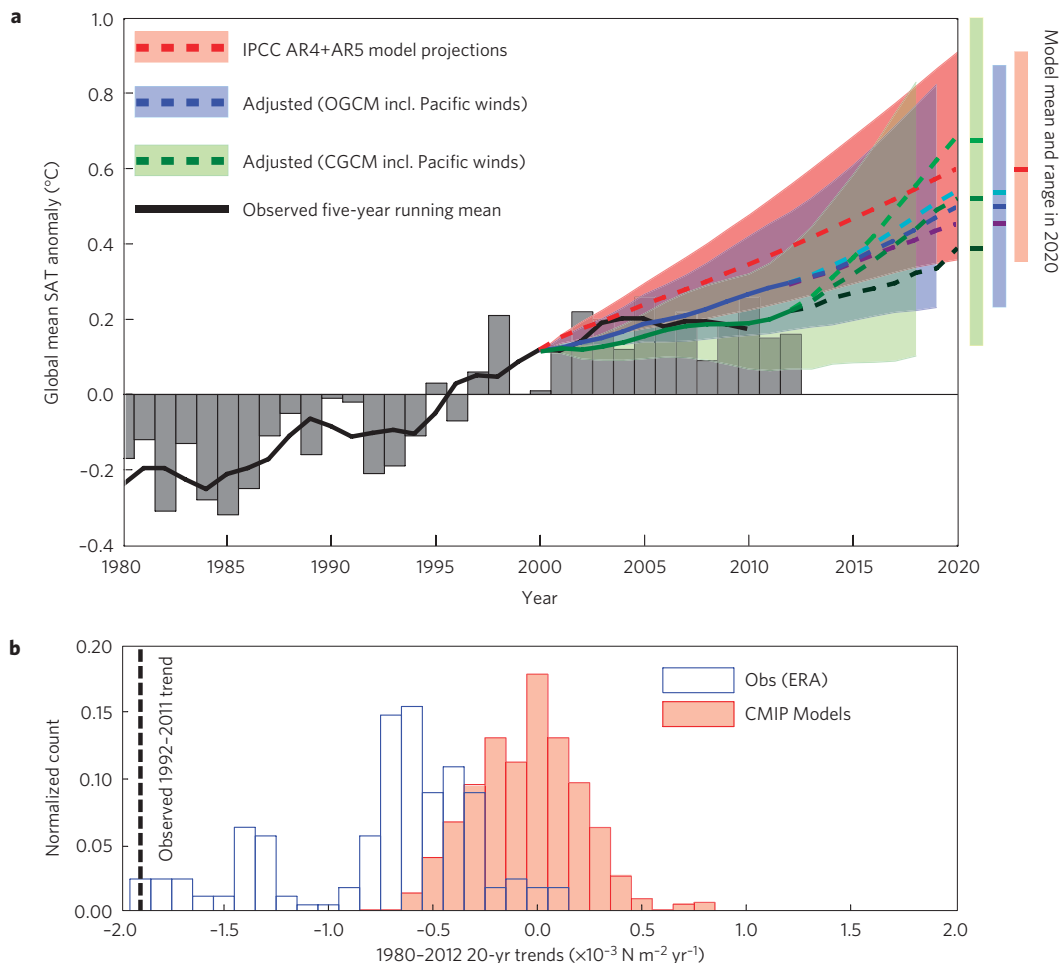 a
1.0
0.8
0.6
0.4
0.2
0.0
–0.2
–0.4
Global mean SAT anomaly (°C)
IPCC AR4+AR5 model projections
Adjusted (OGCM incl. Pacific winds)
Adjusted (CGCM incl. Pacific winds)
Observed five-year running mean
Model mean and range in 2020
1980 1985 1990 1995 2000 2005 2010 2015 2020
Year
b
0.20
0.15
0.10
0.05
0.00
Normalized count
Observed 1992–2011 trend
Obs (ERA)
CMIP Models
–2.0 –1.5 –1.0 –0.5 0.0 0.5 1.0 1.5 2.0
1980–2012 20-yr trends (×10⁻³ N m⁻² yr⁻¹)